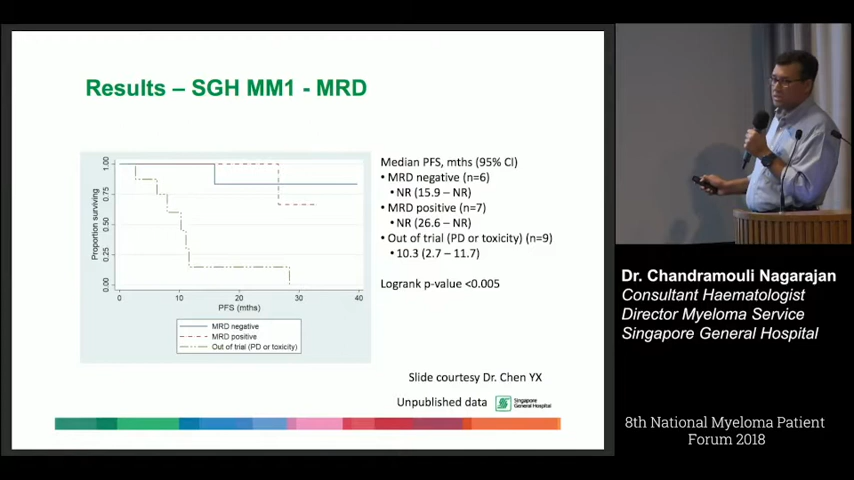 Results – SGH MM1 - MRD
Proportion surviving
1.00
0.75
0.50
0.25
0.00
0
10
20
30
40
PFS (mths)
MRD negative
MRD positive
Out of trial (PD or toxicity)
Median PFS, mths (95% CI)
• MRD negative (n=6)
• NR (15.9 – NR)
• MRD positive (n=7)
• NR (26.6 – NR)
• Out of trial (PD or toxicity) (n=9)
• 10.3 (2.7 – 11.7)
Logrank p-value <0.005
Slide courtesy Dr. Chen YX
Unpublished data
Singapore
General Hospital
Dr. Chandramouli Nagarajan
Consultant Haematologist
Director Myeloma Service
Singapore General Hospital
8th National Myeloma Patient
Forum 2018